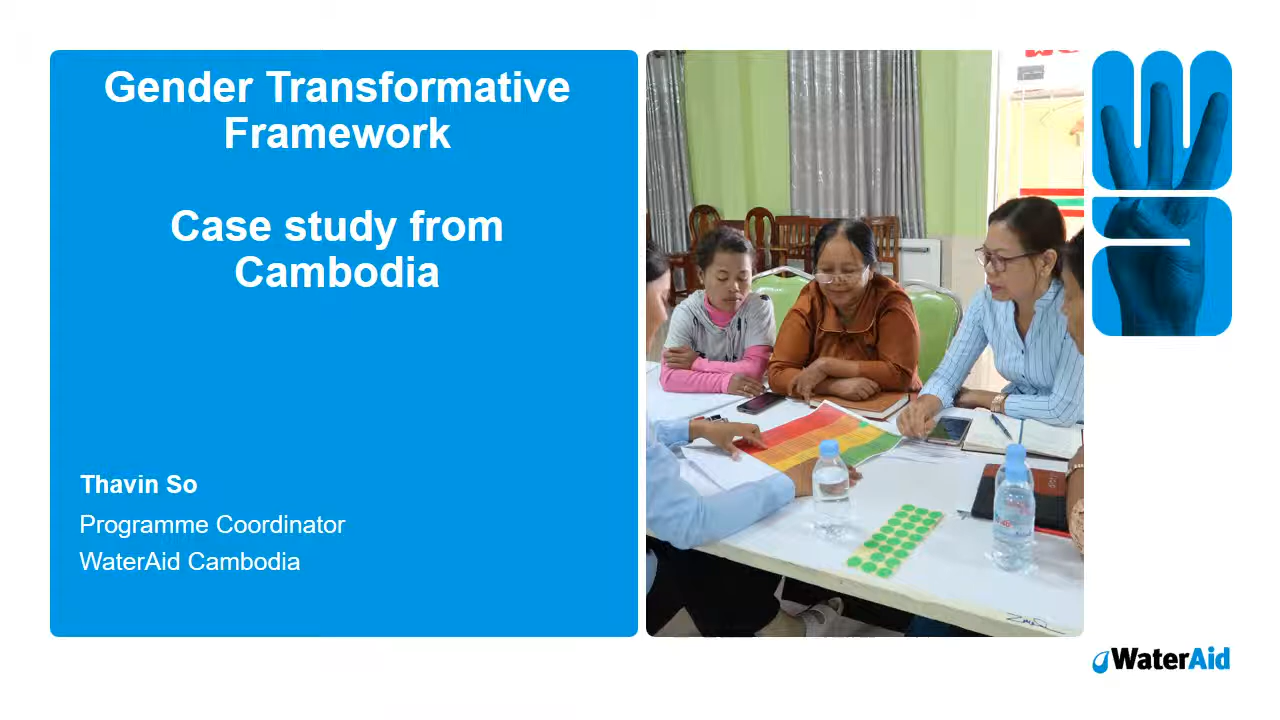 Gender Transformative
Framework
Case study from
Cambodia
Thavin So
Programme Coordinator
WaterAid Cambodia
WaterAid